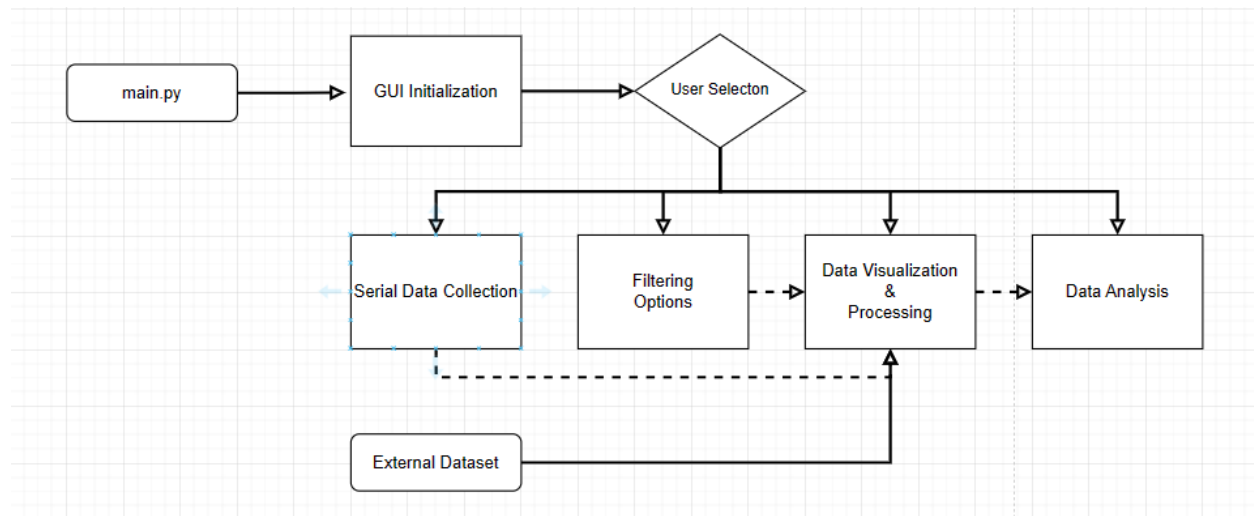 main.py
GUI Initialization
User Selecton
Serial Data Collection
Filtering
Options
Data Visualization
&
Processing
Data Analysis
External Dataset